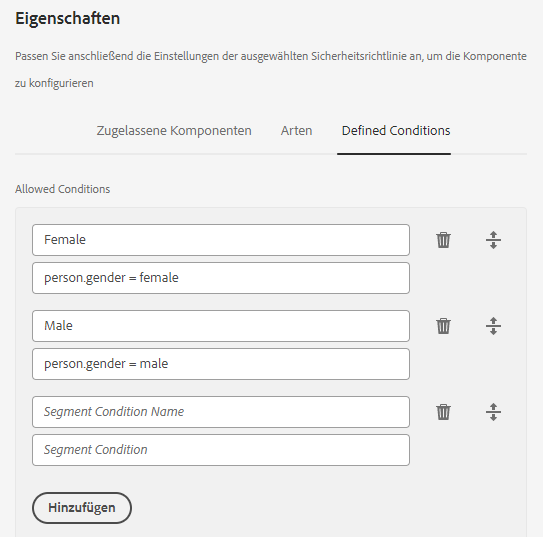 Eigenschaften
Passen Sie anschließend die Einstellungen der ausgewählten Sicherheitsrichtlinie an, um die Komponente
zu konfigurieren
Zugelassene Komponenten Arten Defined Conditions
Allowed Conditions
Female
person.gender = female
Male
person.gender = male
Segment Condition Name
Segment Condition
Hinzufügen